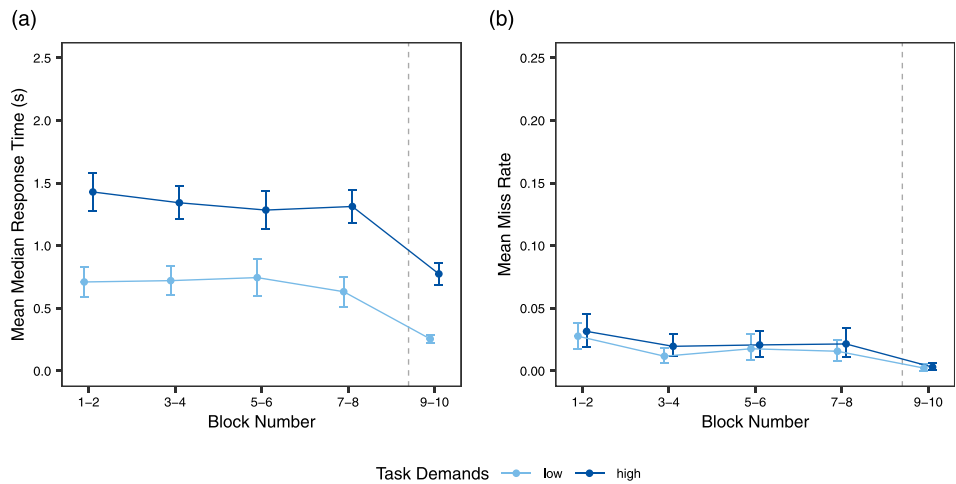 (a)
Mean Median Response Time (s)
2.5
2.0
1.5
1.0
0.5
0.0
1–2 3–4 5–6 7–8 9–10
Block Number
(b)
Mean Miss Rate
0.25
0.20
0.15
0.10
0.05
0.00
1–2 3–4 5–6 7–8 9–10
Block Number
Task Demands low high